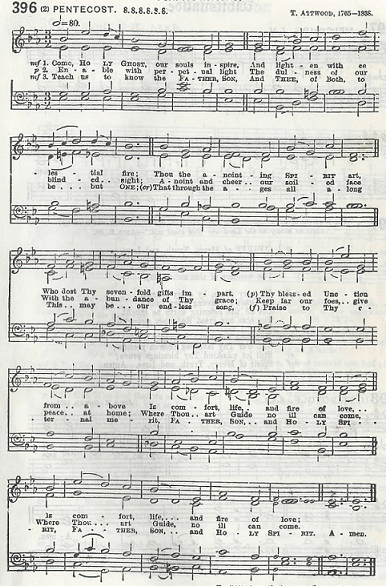 396 (2) PENTECOST. 8.8.8.8.8.8. T. ATTWOOD, 1765—1838.
=80.
mf 1. Come, HO - LY GHOST, our souls in - spire, And light - en with ce
p 2. En - a - ble with per - pet - ual light The dul - ness of our
mf 3. Teach us to know the FA - THER, SON, And THEE, of both, to
- les - tial fire; Thou the a - noint - ing SPI - RIT art,
blind - ed.. sight; A - noint and cheer.. our soil - ed face
be ... but ONE; (cr) That through the .. a - ges all a - long
Who dost Thy seven - fold gifts im - part. (p) Thy bless - ed Unc - tion
With the a - bun - dance of Thy grace; Keep far our foes... give
This.. may be... our end - less song, (f) Praise to Thy e
from .. a - bove Is com - fort, life,.. and fire of love,...
peace.. at home; Where Thou.. art Guide no ill can come,
ter - nal me - rit, FA - THER, SON,.. and HO - LY SPI -
Is com - fort, life,... and fire of love;
Where Thou... art Guide, no ill can come.
RIT, FA - THER, SON,... and HO - LY SPI - RIT. A - men.